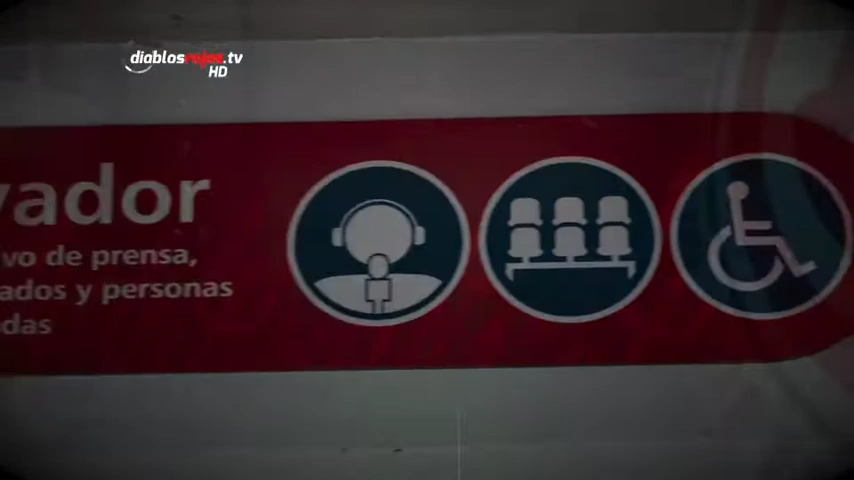 diablosrojos.tv
HD
vador
vo de prensa,
ados y personas
das